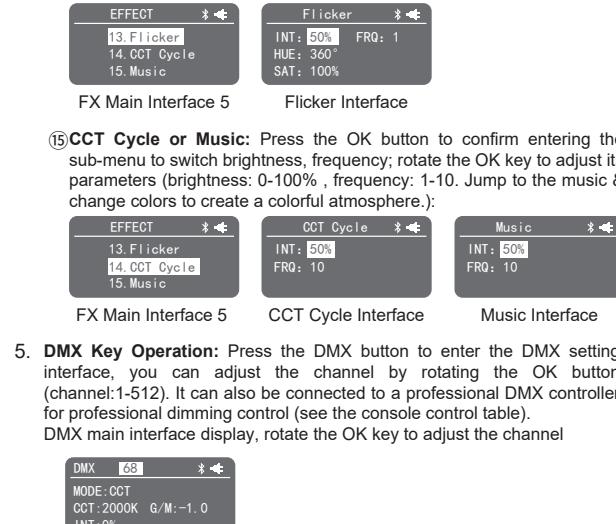 EFFECT
13. Flicker
14. CCT Cycle
15. Music
Flicker
INT: 50% FRQ: 1
HUE: 360°
SAT: 100%
FX Main Interface 5
Flicker Interface
⑮ CCT Cycle or Music: Press the OK button to confirm entering the
sub-menu to switch brightness, frequency; rotate the OK key to adjust it
parameters (brightness: 0-100% , frequency: 1-10. Jump to the music &
change colors to create a colorful atmosphere.):
EFFECT
13. Flicker
14. CCT Cycle
15. Music
CCT Cycle
INT: 50%
FRQ: 10
Music
INT: 50%
FRQ: 10
FX Main Interface 5
CCT Cycle Interface
Music Interface
5. DMX Key Operation: Press the DMX button to enter the DMX setting
interface, you can adjust the channel by rotating the OK button
(channel:1-512). It can also be connected to a professional DMX controller
for professional dimming control (see the console control table).
DMX main interface display, rotate the OK key to adjust the channel
DMX 68
MODE:CCT
CCT:2000K G/M:-1.0
INT:0%